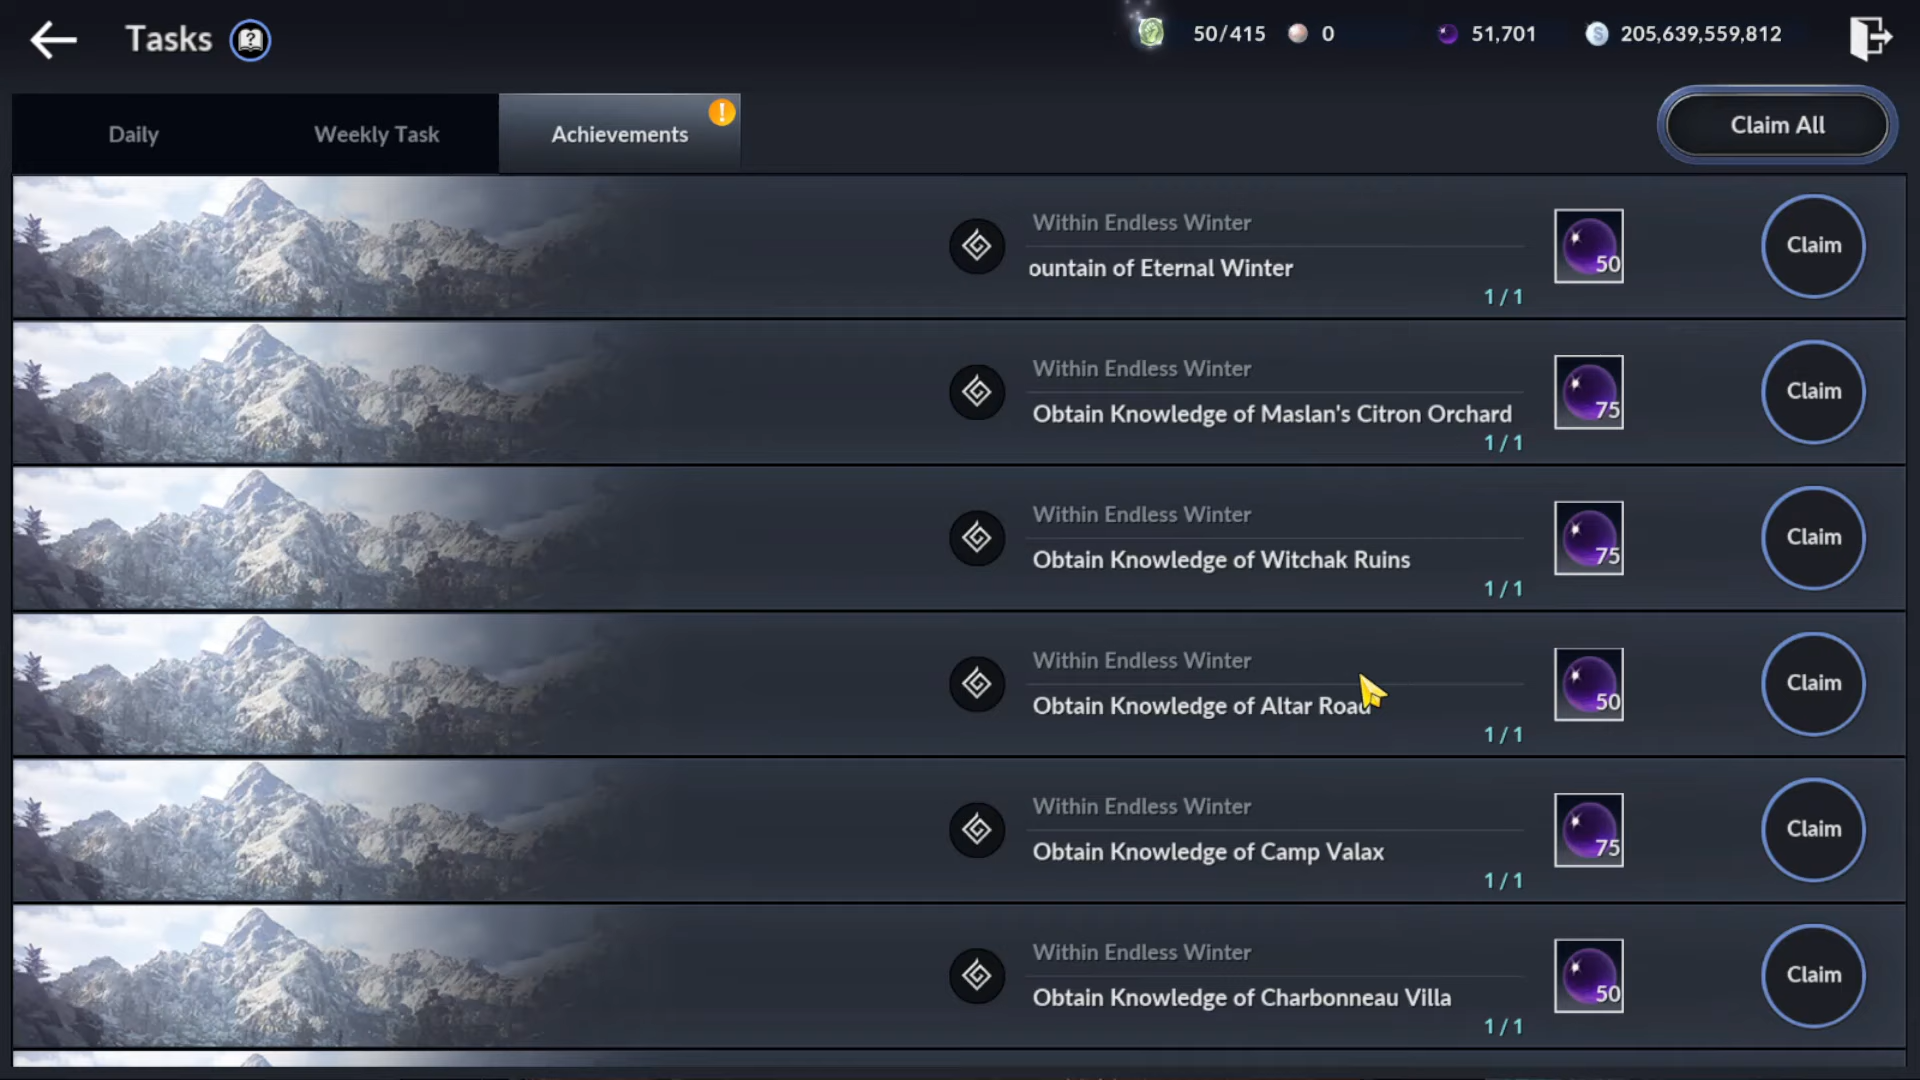 Tasks
50/415
0
51,701
205,639,559,812
Daily
Weekly Task
Achievements
!
Claim All
Within Endless Winter
ountain of Eternal Winter
1 / 1
50
Claim
Within Endless Winter
Obtain Knowledge of Maslan's Citron Orchard
1 / 1
75
Claim
Within Endless Winter
Obtain Knowledge of Witchak Ruins
1 / 1
75
Claim
Within Endless Winter
Obtain Knowledge of Altar Road
1 / 1
50
Claim
Within Endless Winter
Obtain Knowledge of Camp Valax
1 / 1
75
Claim
Within Endless Winter
Obtain Knowledge of Charbonneau Villa
1 / 1
50
Claim